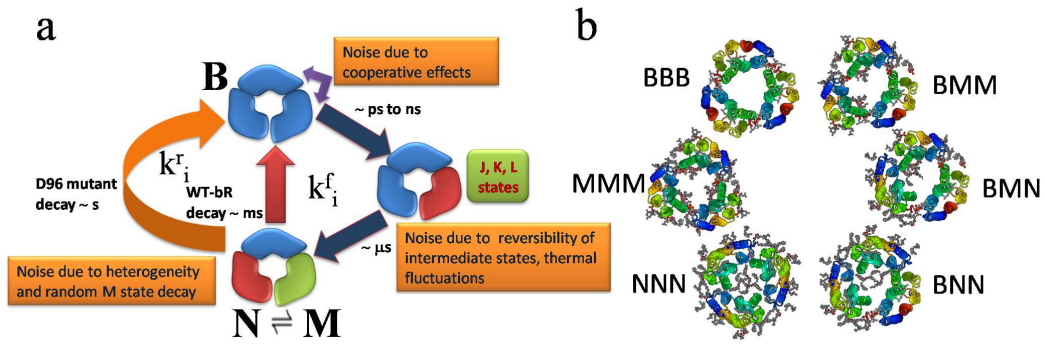 a
B
Noise due to
cooperative effects
~ ps to ns
J, K, L
states
k^r_i
k^f_i
D96 mutant
decay ~ s
WT-bR
decay ~ ms
~ μs
Noise due to reversibility of
intermediate states, thermal
fluctuations
Noise due to heterogeneity
and random M state decay
N ⇌ M
b
BBB
BMM
MMM
BMN
NNN
BNN